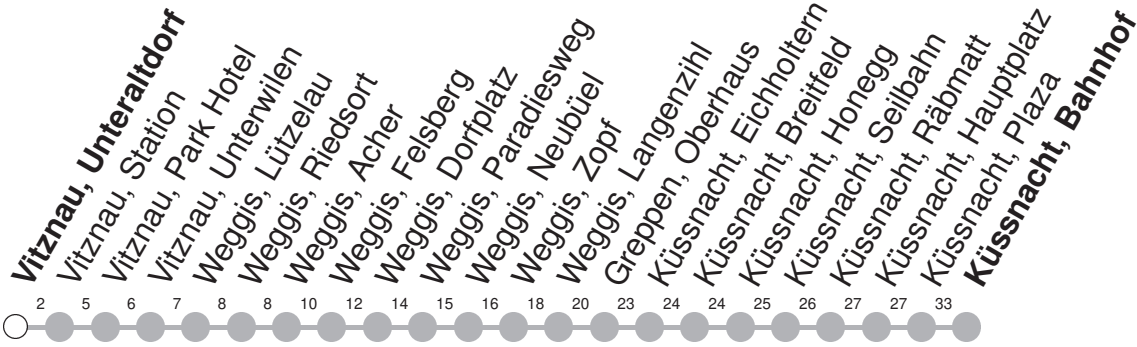 Vitznau, Unteraltdorf
Vitznau, Station
Vitznau, Park Hotel
Vitznau, Unterwilen
Weggis, Lützelau
Weggis, Riedsort
Weggis, Acher
Weggis, Felsberg
Weggis, Dorfplatz
Weggis, Paradiesweg
Weggis, Neubüel
Weggis, Zopf
Weggis, Langenzihl
Greppen, Oberhaus
Küssnacht, Eichholtern
Küssnacht, Breitfeld
Küssnacht, Honegg
Küssnacht, Seilbahn
Küssnacht, Räbmatt
Küssnacht, Hauptplatz
Küssnacht, Plaza
Küssnacht, Bahnhof
2 5 6 7 8 8 10 12 14 15 16 18 20 23 24 24 25 26 27 27 33